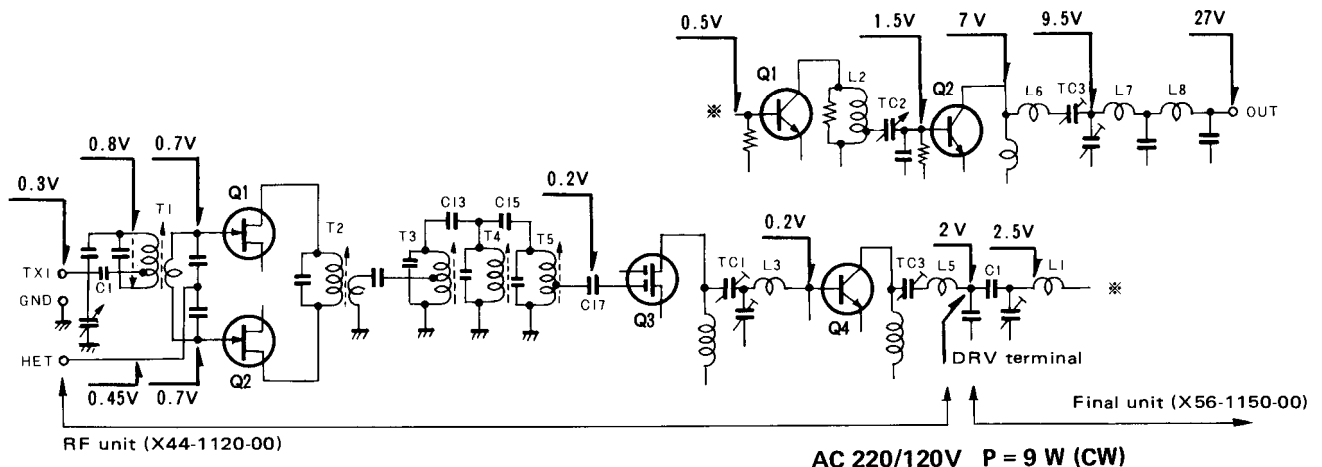 0.5V
1.5V
7V
9.5V
27V
Q1
L2
TC2
Q2
L6
TC3
L7
L8
OUT
※
0.8V
0.7V
0.3V
T1
Q1
T2
C13
C15
T3
T4
T5
0.2V
0.2V
TC1
L3
TC3
L5
2V
C1
2.5V
L1
※
TX1
C1
GND
HET
0.45V
0.7V
Q2
C17
Q3
Q4
DRV terminal
RF unit (X44-1120-00)
Final unit (X56-1150-00)
AC 220/120V P = 9 W (CW)